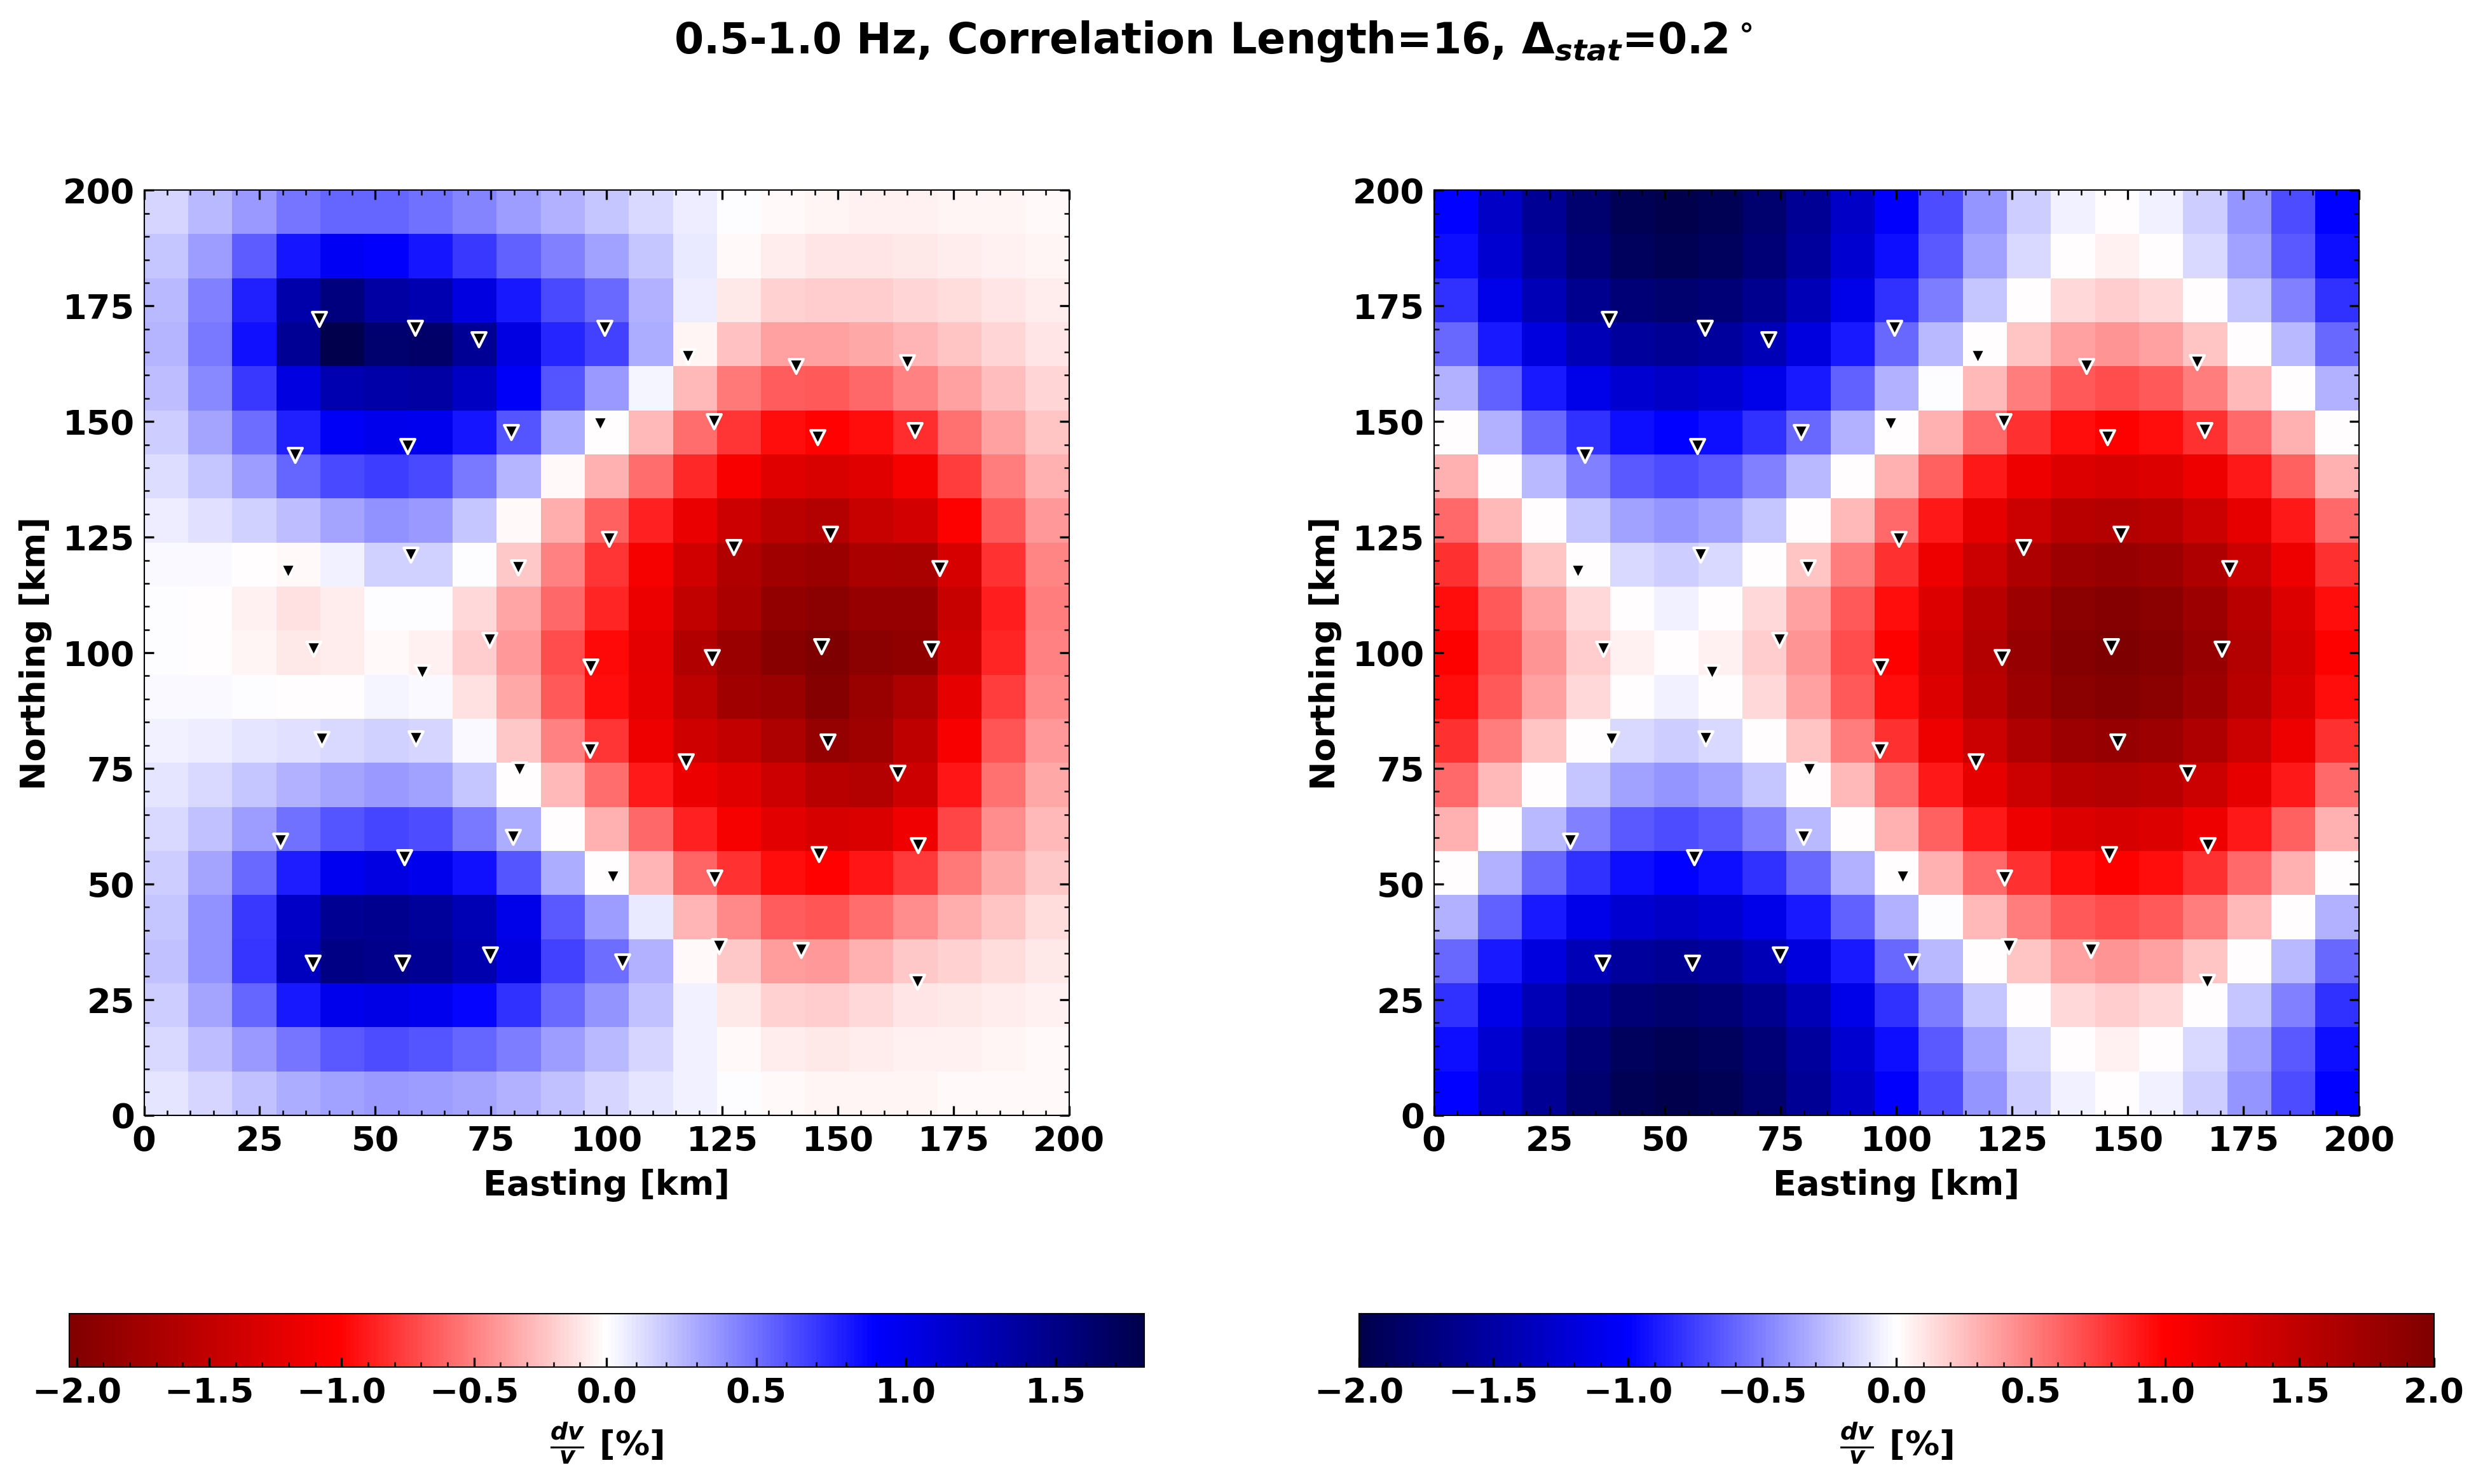 0.5-1.0 Hz, Correlation Length=16, Δstat=0.2°
200
175
150
125
100
75
50
25
0
Northing [km]
0 25 50 75 100 125 150 175 200
Easting [km]
200
175
150
125
100
75
50
25
0
Northing [km]
0 25 50 75 100 125 150 175 200
Easting [km]
−2.0 −1.5 −1.0 −0.5 0.0 0.5 1.0 1.5
dv/v [%]
−2.0 −1.5 −1.0 −0.5 0.0 0.5 1.0 1.5 2.0
dv/v [%]